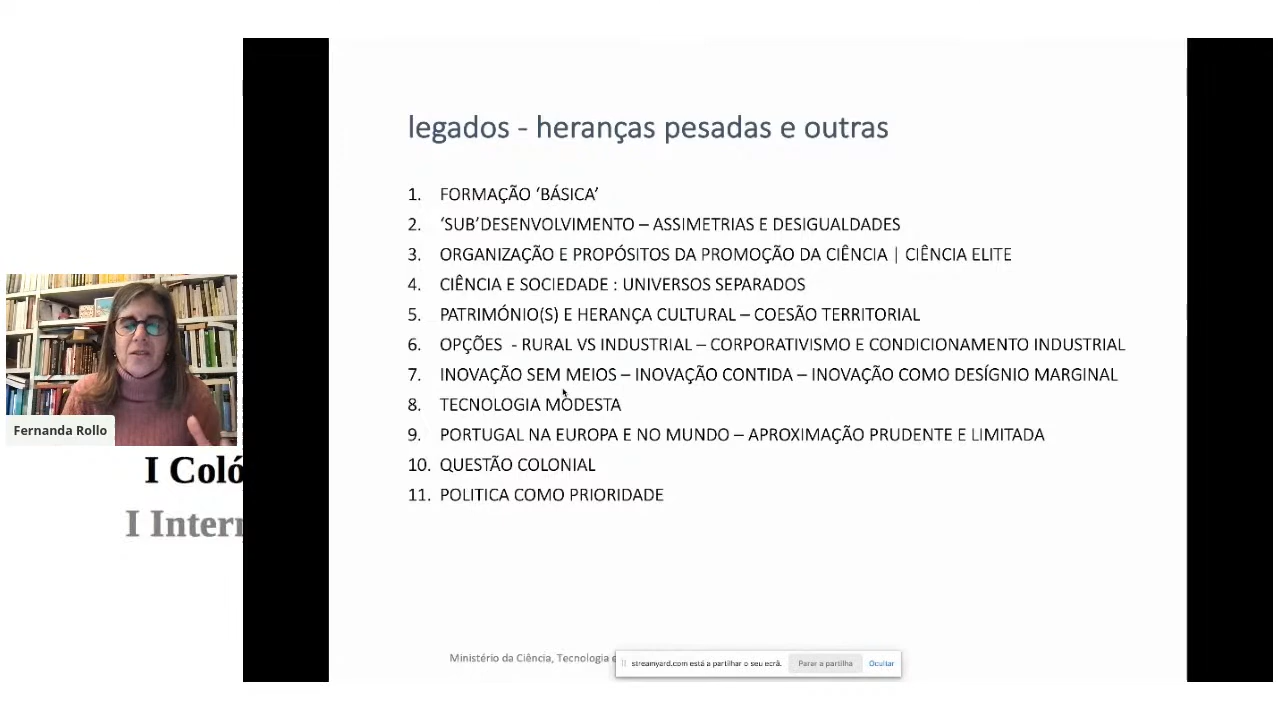 legados - heranças pesadas e outras
1. FORMAÇÃO ‘BÁSICA’
2. ‘SUB’DESENVOLVIMENTO – ASSIMETRIAS E DESIGUALDADES
3. ORGANIZAÇÃO E PROPÓSITOS DA PROMOÇÃO DA CIÊNCIA | CIÊNCIA ELITE
4. CIÊNCIA E SOCIEDADE : UNIVERSOS SEPARADOS
5. PATRIMÓNIO(S) E HERANÇA CULTURAL – COESÃO TERRITORIAL
6. OPÇÕES - RURAL VS INDUSTRIAL – CORPORATIVISMO E CONDICIONAMENTO INDUSTRIAL
7. INOVAÇÃO SEM MEIOS – INOVAÇÃO CONTIDA – INOVAÇÃO COMO DESÍGNIO MARGINAL
8. TECNOLOGIA MODESTA
9. PORTUGAL NA EUROPA E NO MUNDO – APROXIMAÇÃO PRUDENTE E LIMITADA
10. QUESTÃO COLONIAL
11. POLITICA COMO PRIORIDADE
Fernanda Rollo
I Coló
I Inter
Ministério da Ciência, Tecnologia e
streamyard.com está a partilhar o seu ecrã. Parar a partilha Ocultar